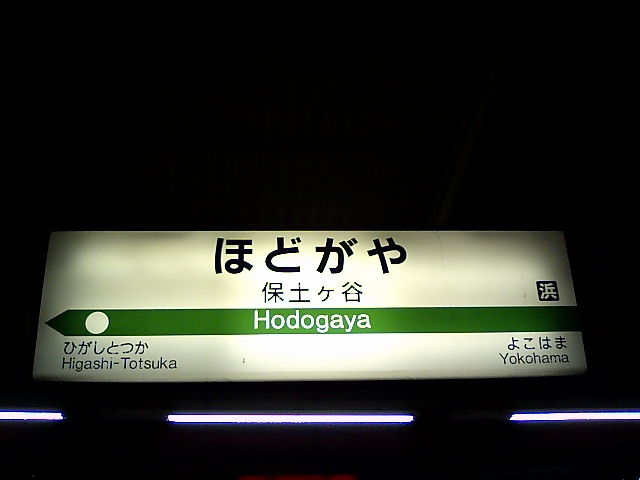 ほどがや
保土ヶ谷
浜
Hodogaya
ひがしとつか
Higashi-Totsuka
よこはま
Yokohama